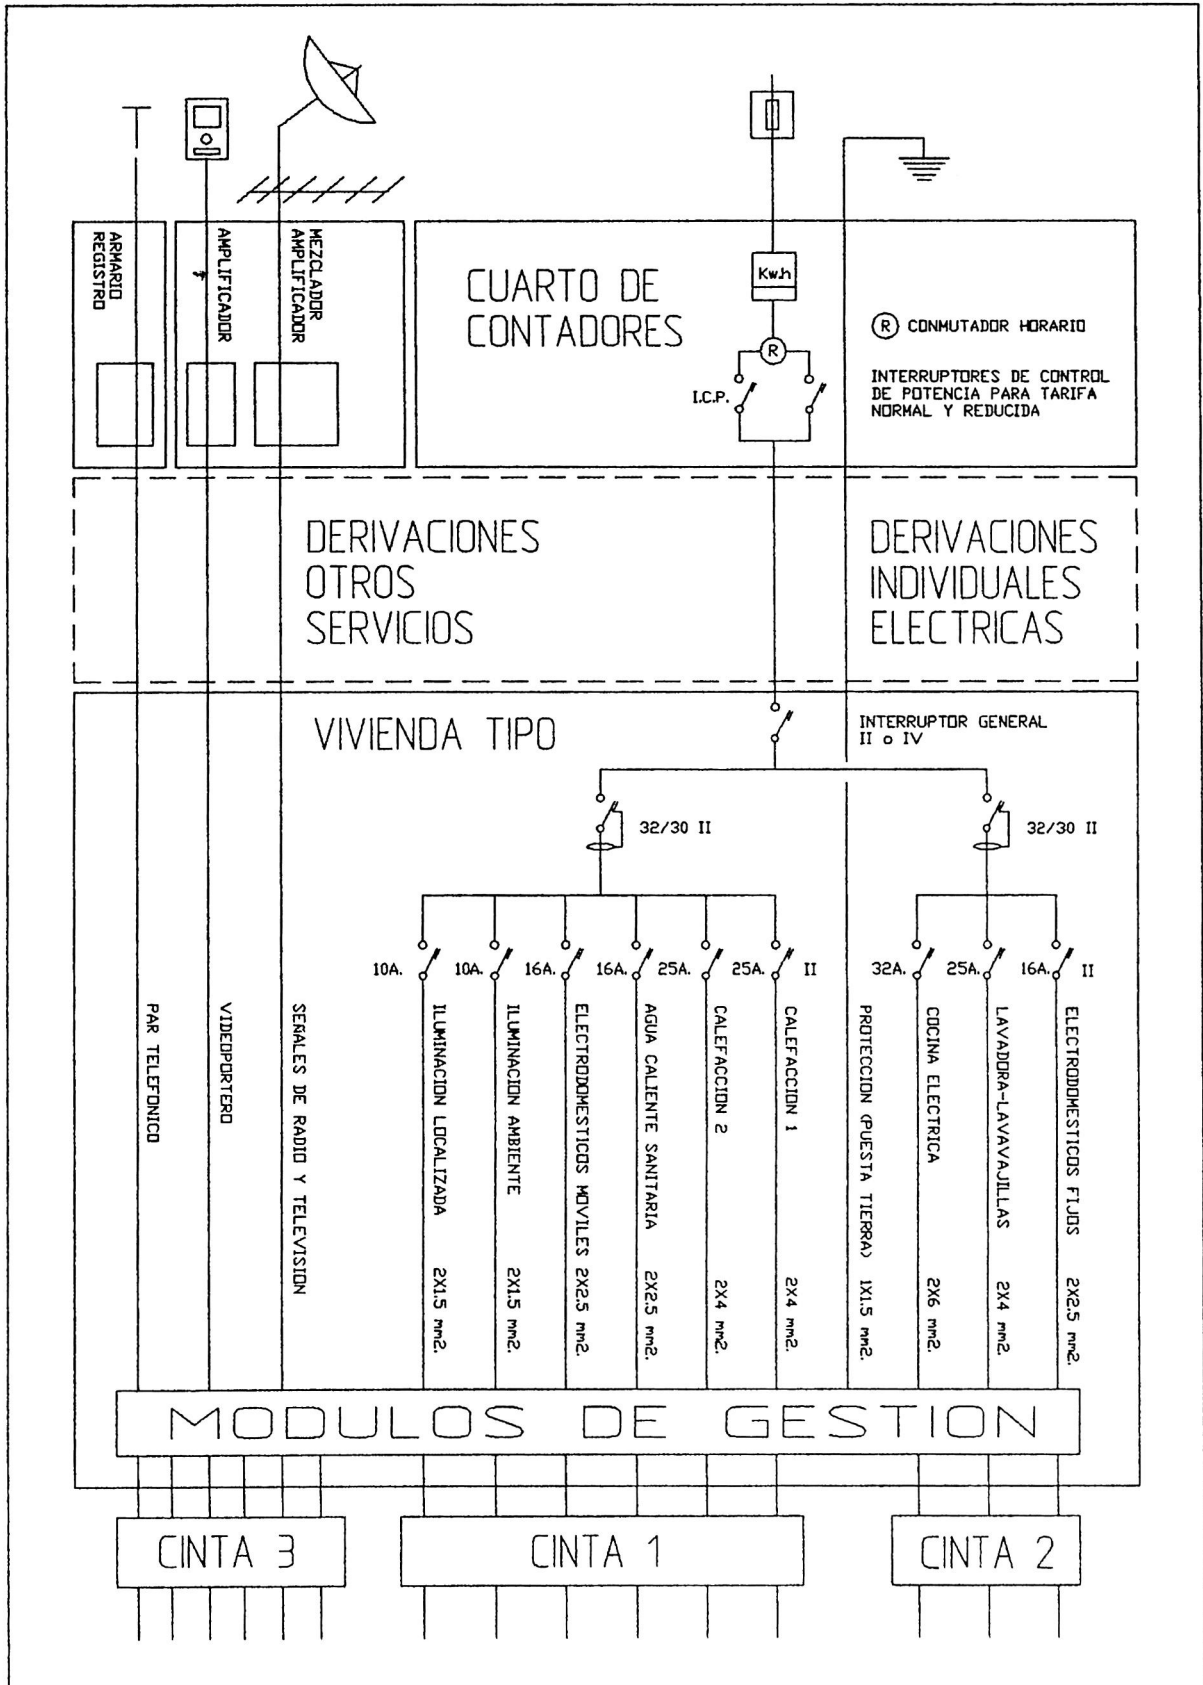 ARMARIO
REGISTRO
AMPLIFICADOR
MEZCLADOR
AMPLIFICADOR
CUARTO DE
CONTADORES
Kw.h
R
I.C.P.
R CONMUTADOR HORARIO
INTERRUPTORES DE CONTROL
DE POTENCIA PARA TARIFA
NORMAL Y REDUCIDA
DERIVACIONES
OTROS
SERVICIOS
DERIVACIONES
INDIVIDUALES
ELECTRICAS
VIVIENDA TIPO
INTERRUPTOR GENERAL
II o IV
32/30 II
32/30 II
10A.
10A.
16A.
16A.
25A.
25A.
II
32A.
25A.
16A.
II
PAR TELEFONICO
VIDEOPORTERO
SEÑALES DE RADIO Y TELEVISION
ILUMINACION LOCALIZADA 2X1.5 mm2.
ILUMINACION AMBIENTE 2X1.5 mm2.
ELECTRODOMESTICOS MOVILES 2X2.5 mm2.
AGUA CALIENTE SANITARIA 2X2.5 mm2.
CALEFACCION 2 2X4 mm2.
CALEFACCION 1 2X4 mm2.
PROTECCION (PUESTA TIERRA) 1X1.5 mm2.
COCINA ELECTRICA 2X6 mm2.
LAVADORA-LAVAVAJILLAS 2X4 mm2.
ELECTRODOMESTICOS FIJOS 2X2.5 mm2.
MODULOS DE GESTION
CINTA 3
CINTA 1
CINTA 2